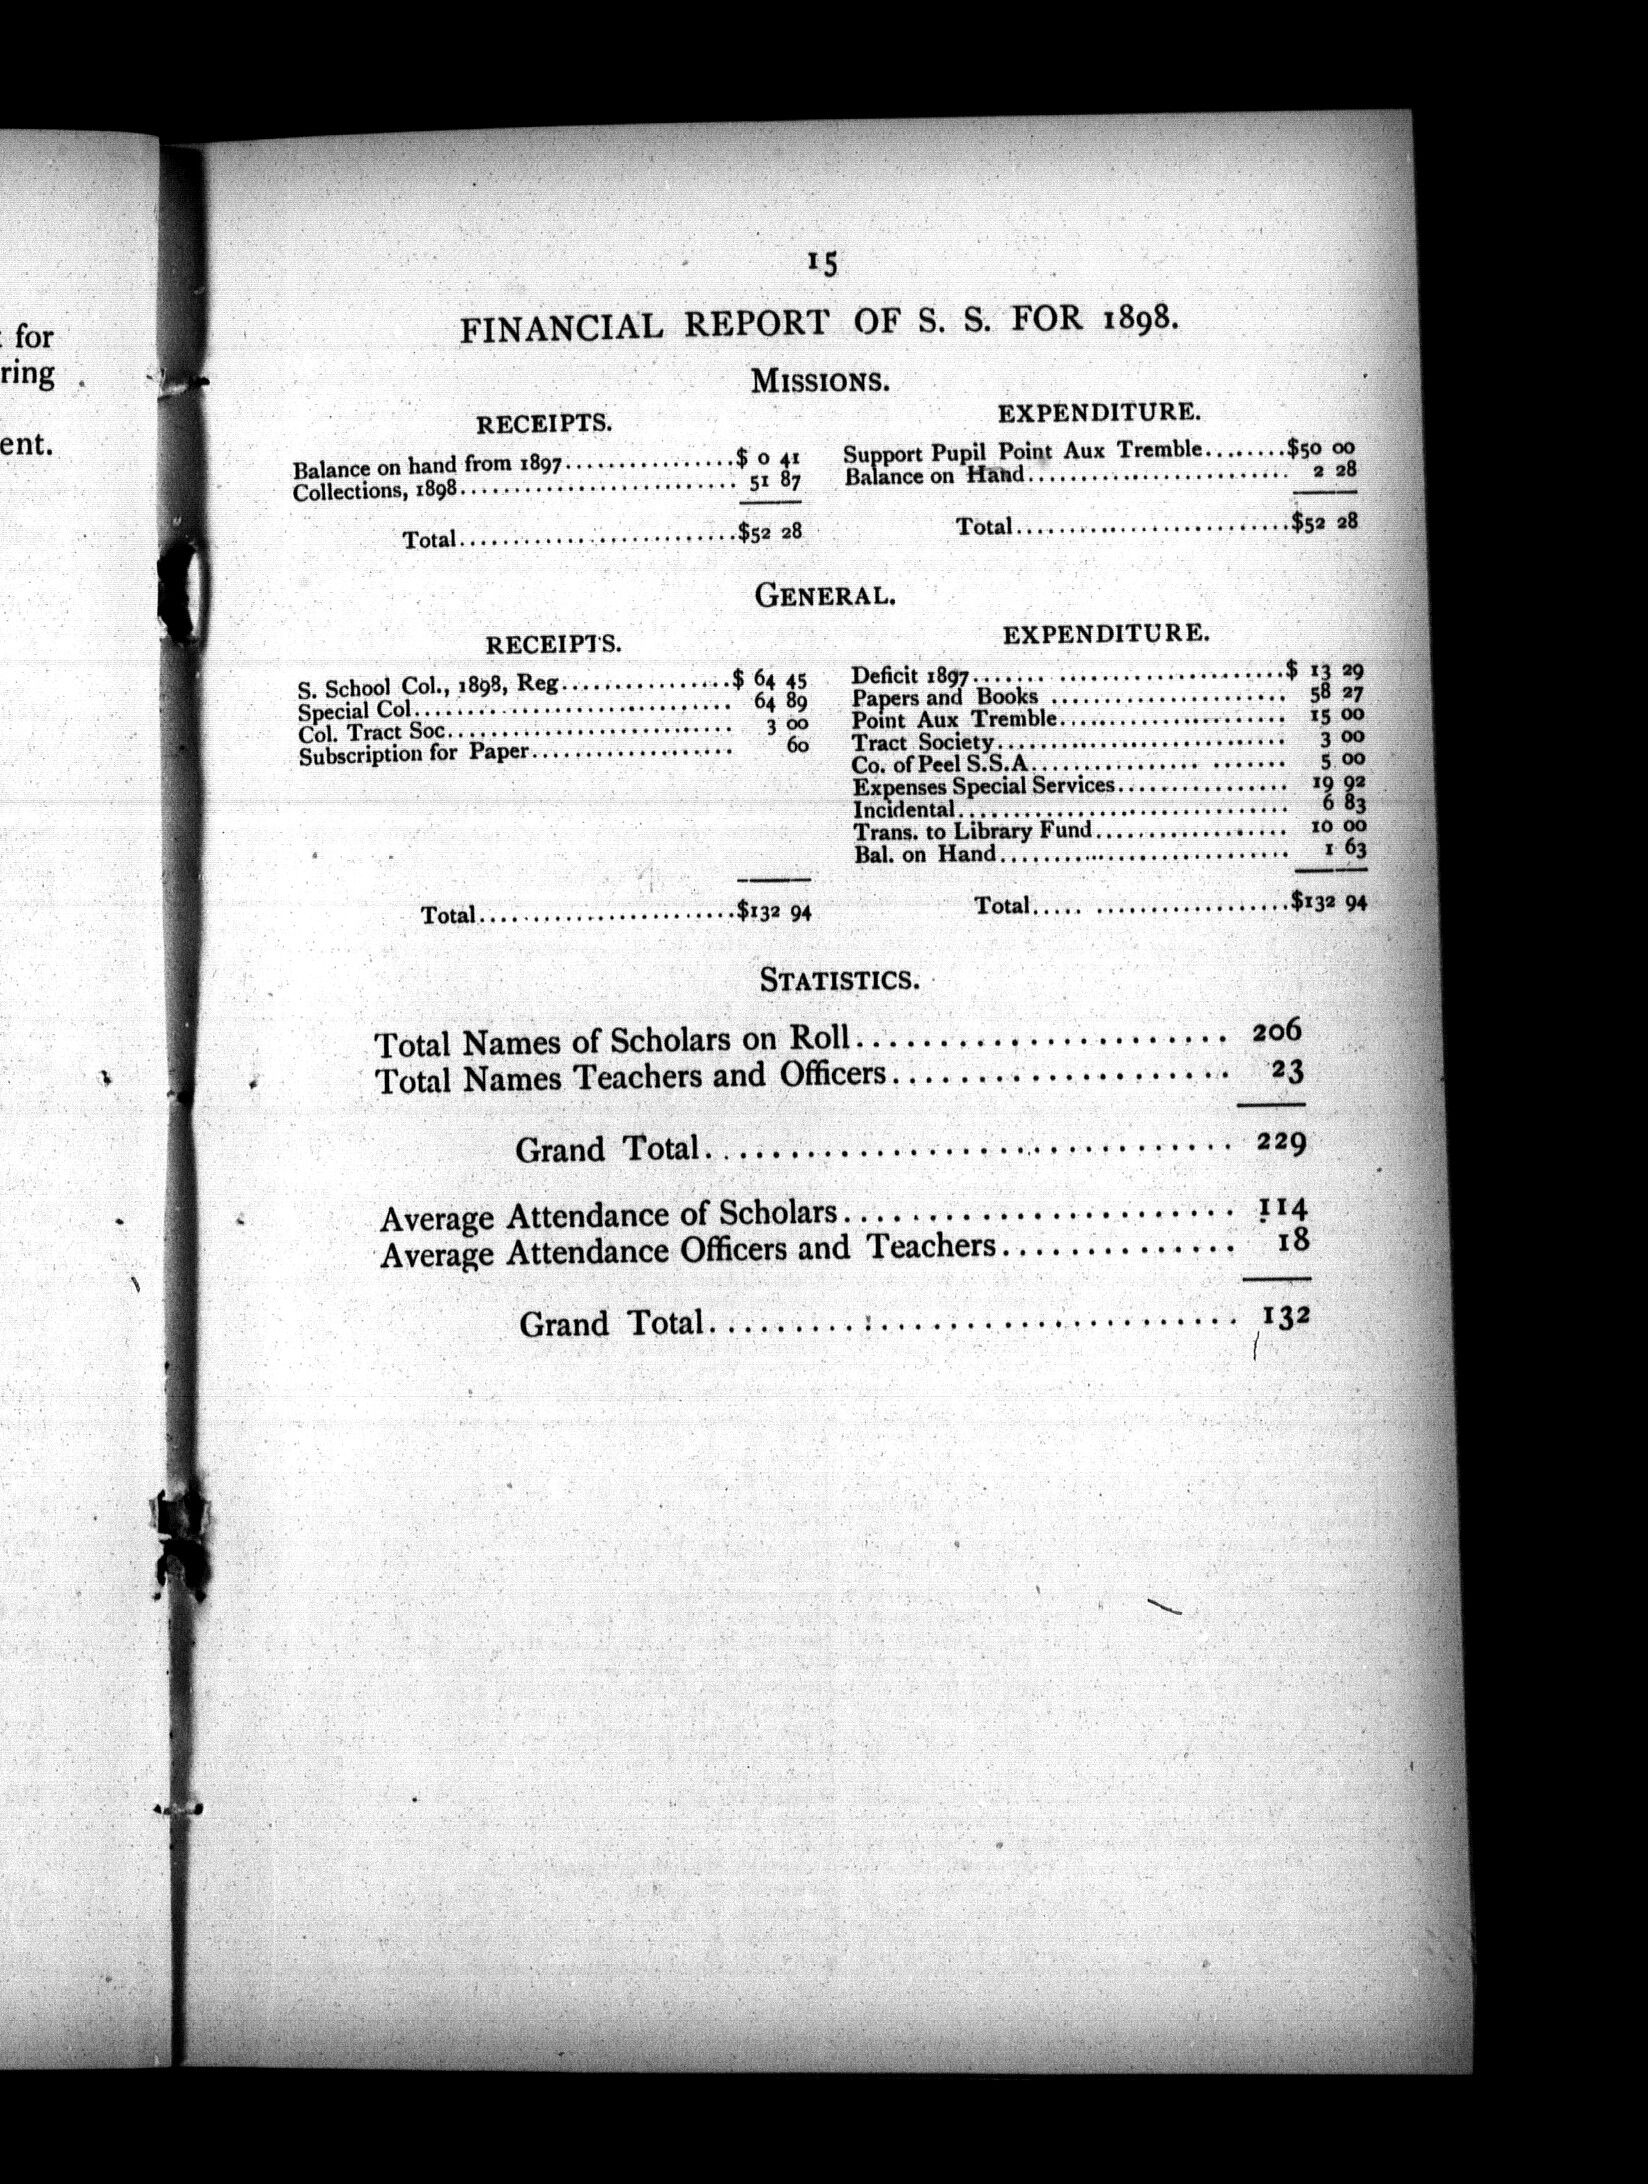 for
ring
ent.
15
FINANCIAL REPORT OF S. S. FOR 1898.
MISSIONS.
RECEIPTS.
Balance on hand from 1897................$ 0 41
Collections, 1898.......................... 51 87
Total..........................$52 28
EXPENDITURE.
Support Pupil Point Aux Tremble........$50 00
Balance on Hand......................... 2 28
Total..........................$52 28
GENERAL.
RECEIPTS.
S. School Col., 1898, Reg................$ 64 45
Special Col.............................. 64 89
Col. Tract Soc........................... 3 00
Subscription for Paper................... 60
Total........................$132 94
EXPENDITURE.
Deficit 1897............................$ 13 29
Papers and Books ...................... 58 27
Point Aux Tremble..................... 15 00
Tract Society........................... 3 00
Co. of Peel S.S.A....................... 5 00
Expenses Special Services................ 19 92
Incidental............................... 6 83
Trans. to Library Fund.................. 10 00
Bal. on Hand........................... 1 63
Total..... ..................$132 94
STATISTICS.
Total Names of Scholars on Roll...................... 206
Total Names Teachers and Officers.................... 23
Grand Total............................... 229
Average Attendance of Scholars....................... 114
Average Attendance Officers and Teachers.............. 18
Grand Total............................... 132